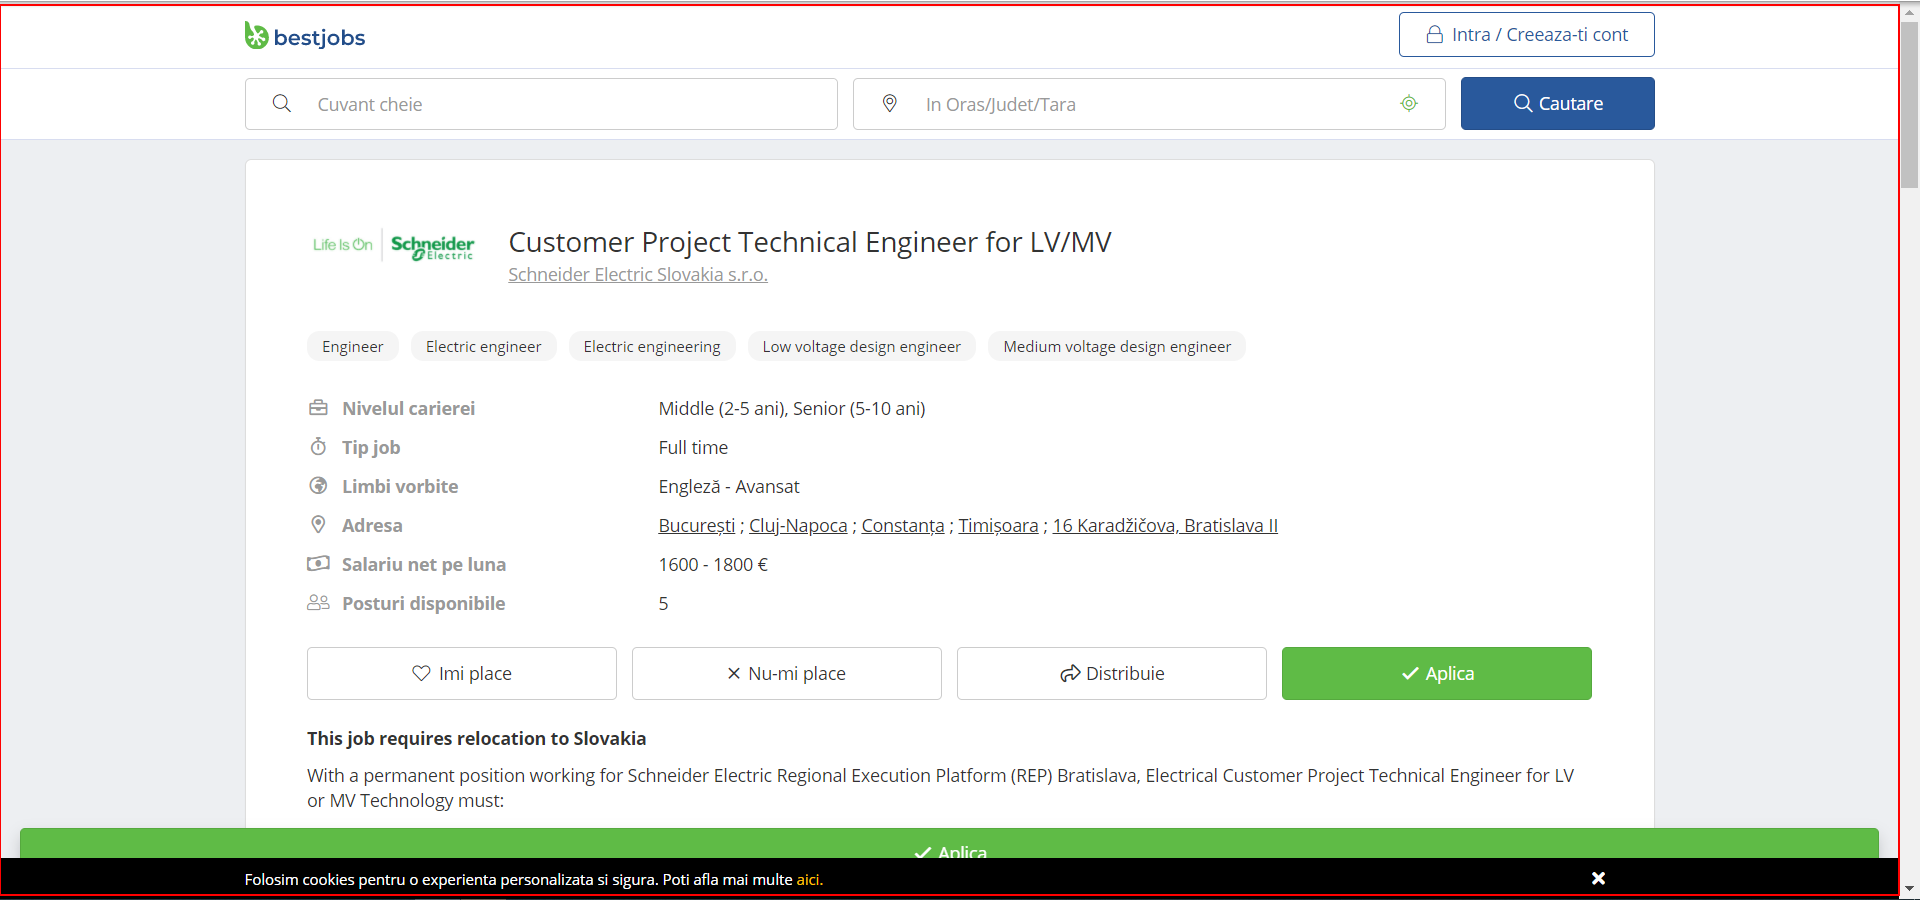 bestjobs
Intra / Creeaza-ti cont
Cuvant cheie
In Oras/Judet/Tara
Cautare
Life Is On
Schneider
Electric
Customer Project Technical Engineer for LV/MV
Schneider Electric Slovakia s.r.o.
Engineer
Electric engineer
Electric engineering
Low voltage design engineer
Medium voltage design engineer
Nivelul carierei
Middle (2-5 ani), Senior (5-10 ani)
Tip job
Full time
Limbi vorbite
Engleză - Avansat
Adresa
București ; Cluj-Napoca ; Constanța ; Timișoara ; 16 Karadžičova, Bratislava II
Salariu net pe luna
1600 - 1800 €
Posturi disponibile
5
Imi place
Nu-mi place
Distribuie
Aplica
This job requires relocation to Slovakia
With a permanent position working for Schneider Electric Regional Execution Platform (REP) Bratislava, Electrical Customer Project Technical Engineer for LV
or MV Technology must:
Aplica
Folosim cookies pentru o experienta personalizata si sigura. Poti afla mai multe aici.